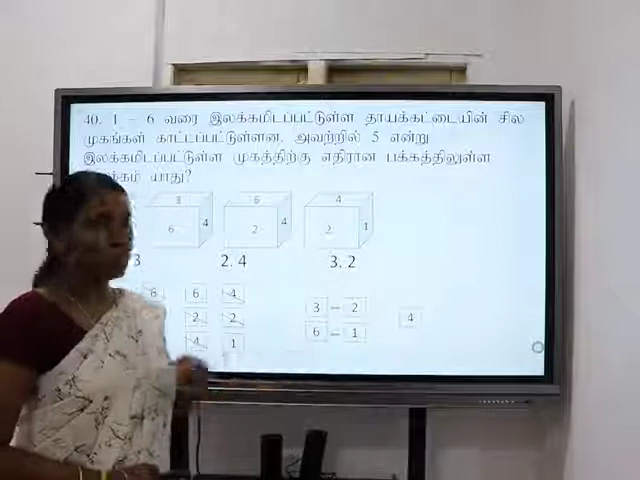 40. 1 - 6 வரை இலக்கமிடப்பட்டுள்ள தாயக்கட்டையின் சில
முகங்கள் காட்டப்பட்டுள்ளன. அவற்றில் 5 என்று
இலக்கமிடப்பட்டுள்ள முகத்திற்கு எதிரான பக்கத்திலுள்ள
யாது?
3 6 4
6 4 2 4 2 1
3 2. 4 3. 2
6 6 4 3 - 2 4
2 2 6 - 1
4 1